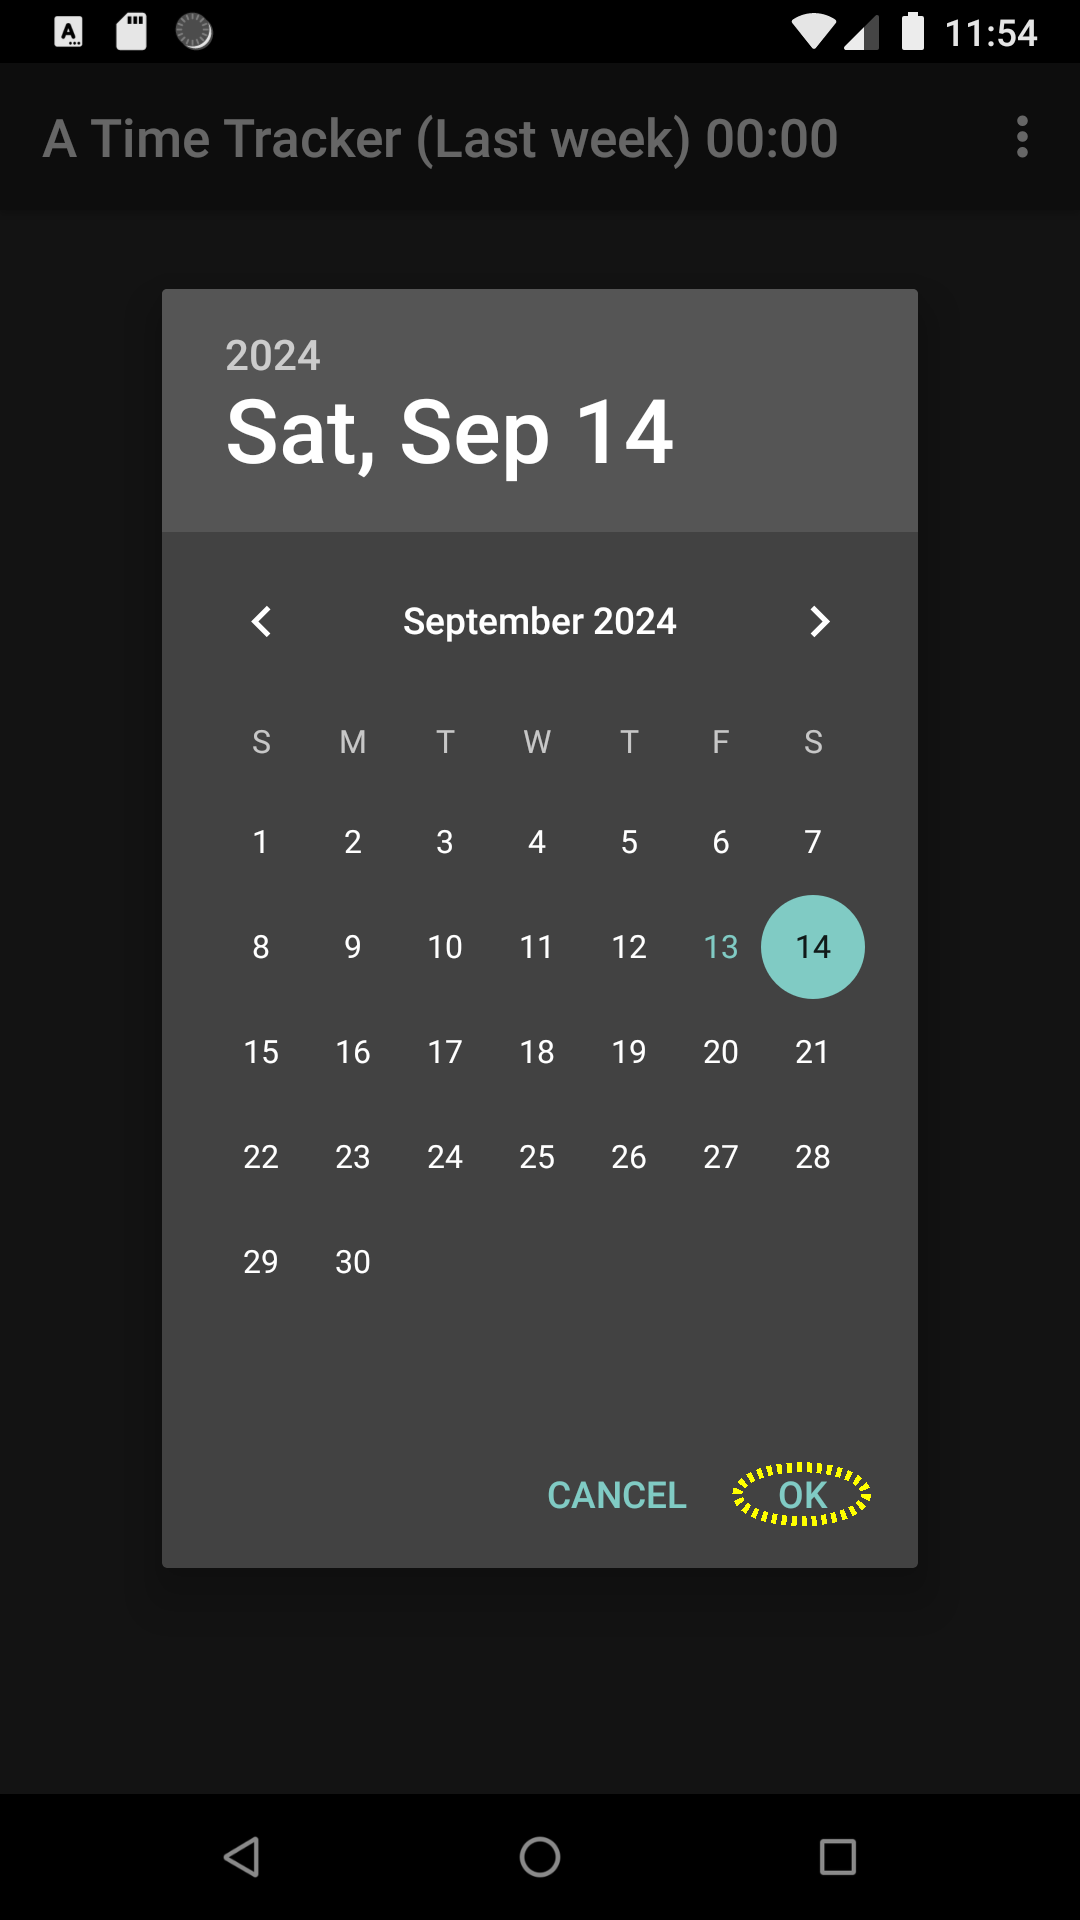 11:54
A Time Tracker (Last week) 00:00
2024
Sat, Sep 14
September 2024
S M T W T F S
1 2 3 4 5 6 7
8 9 10 11 12 13 14
15 16 17 18 19 20 21
22 23 24 25 26 27 28
29 30
CANCEL OK